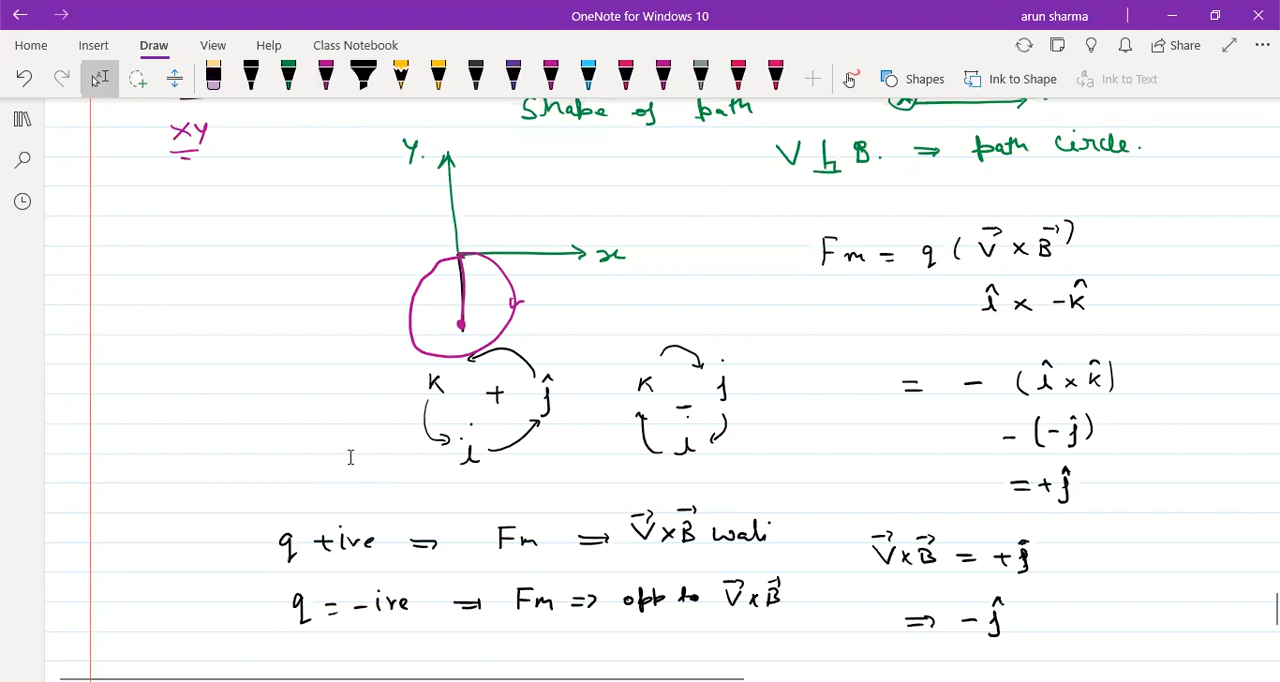 OneNote for Windows 10
arun sharma
Home Insert Draw View Help Class Notebook
Share
Shapes
Ink to Shape
Ink to Text
Shape of path
XY
Y.
x
V ⊥ B. ⇒ path circle.
Fm = q ( V⃗ × B⃗ )
î × -k̂
K + ĵ
i
K - j
i
= - (î × k̂)
- (-ĵ)
= + ĵ
q +ive ⇒ Fm ⇒ V⃗×B⃗ wali
V⃗×B⃗ = +ĵ
q = -ive ⇒ Fm ⇒ opp to V⃗×B⃗
⇒ -ĵ